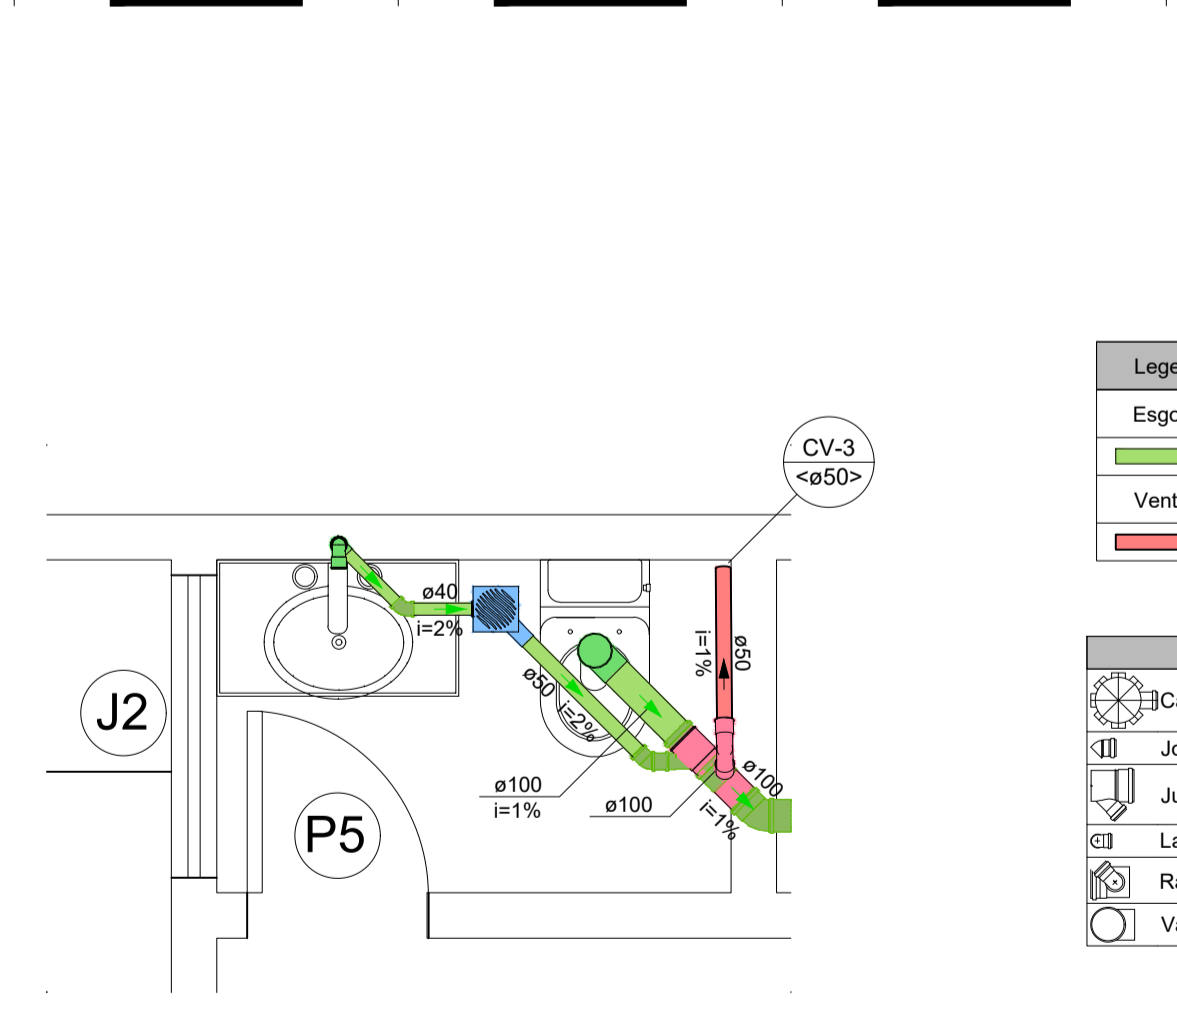 Lege
Esgo
Vent
CV-3
<ø50>
ø40
i=2%
ø50
i=2%
i=1%
ø50
J2
ø100
i=1%
ø100
ø100
i=1%
P5
Ca
Jo
Ju
La
Ra
Va